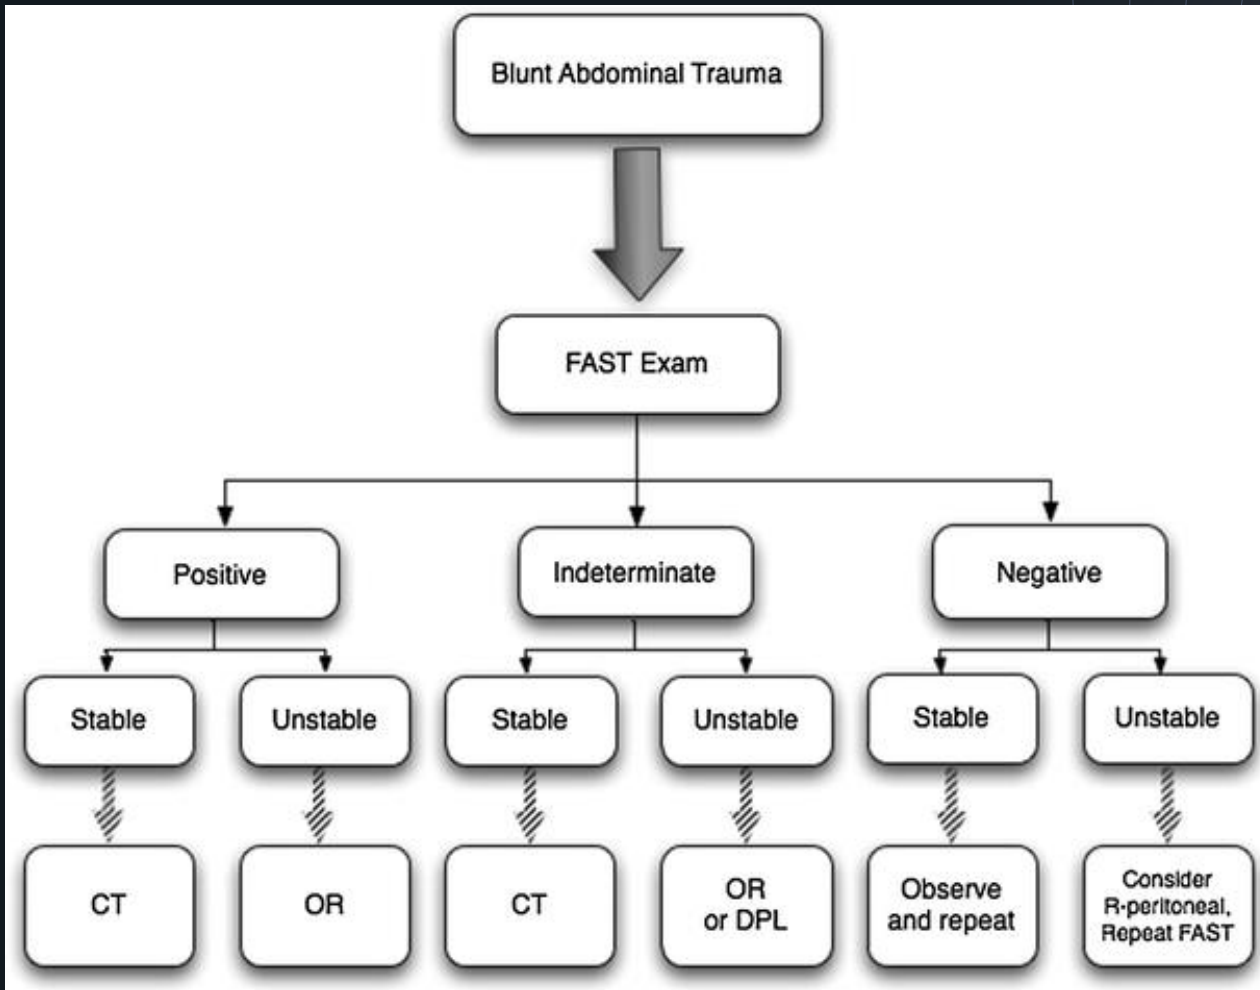 Blunt Abdominal Trauma
FAST Exam
Positive
Indeterminate
Negative
Stable
Unstable
Stable
Unstable
Stable
Unstable
CT
OR
CT
OR
or DPL
Observe
and repeat
Consider
R-peritoneal,
Repeat FAST